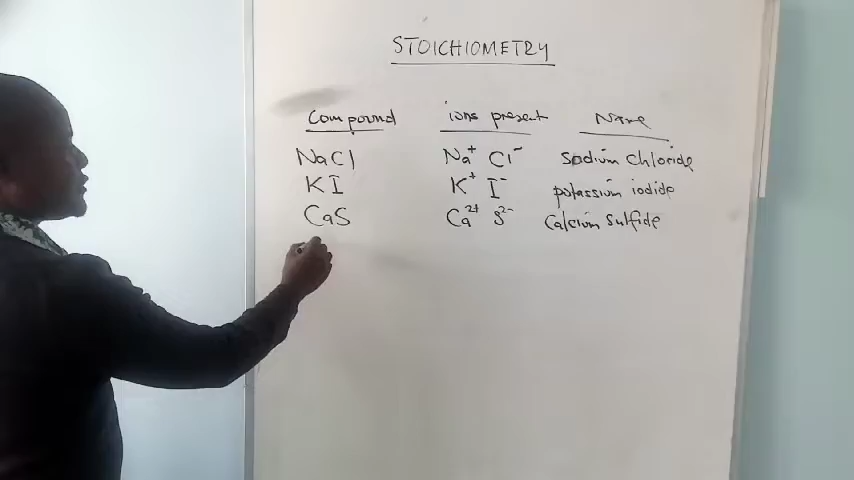 STOICHIOMETRY
Compound ions present Name
NaCl Na⁺ Cl⁻ Sodium Chloride
KI K⁺ I⁻ potassium iodide
CaS Ca²⁺ S²⁻ Calcium Sulfide